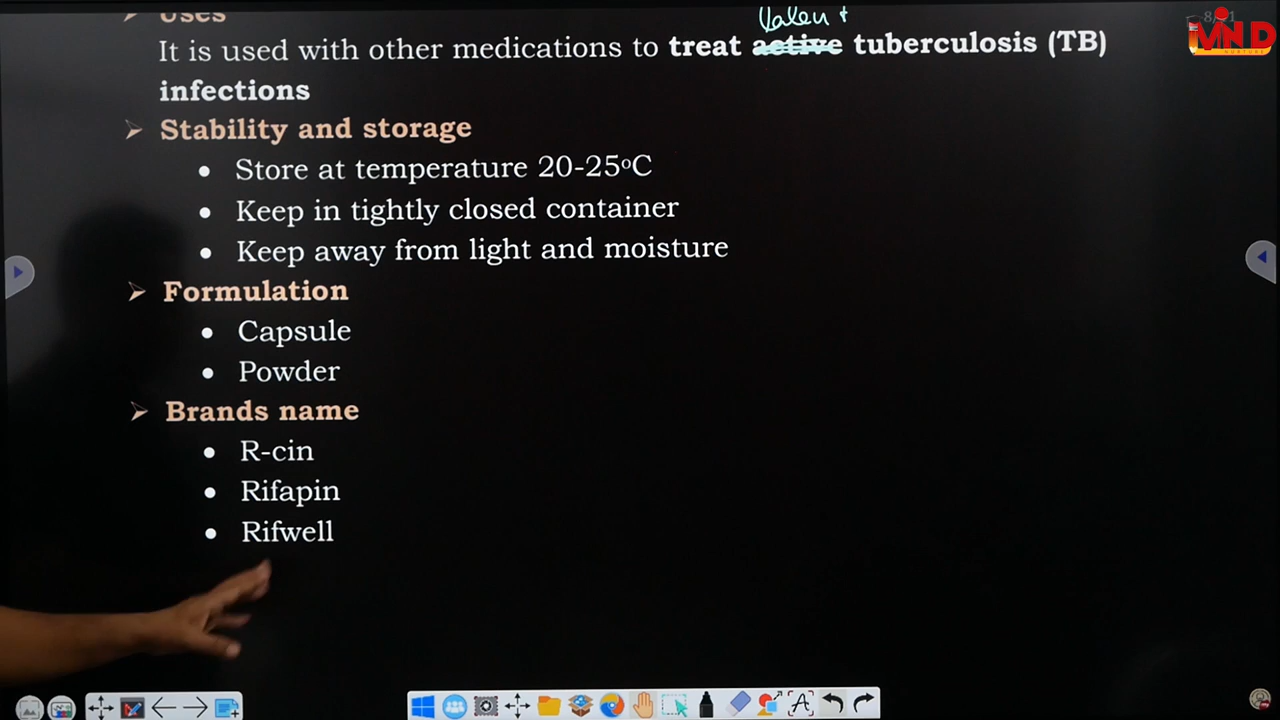 Uses
It is used with other medications to treat active tuberculosis (TB)
infections
Stability and storage
Store at temperature 20-25°C
Keep in tightly closed container
Keep away from light and moisture
Formulation
Capsule
Powder
Brands name
R-cin
Rifapin
Rifwell
MIND